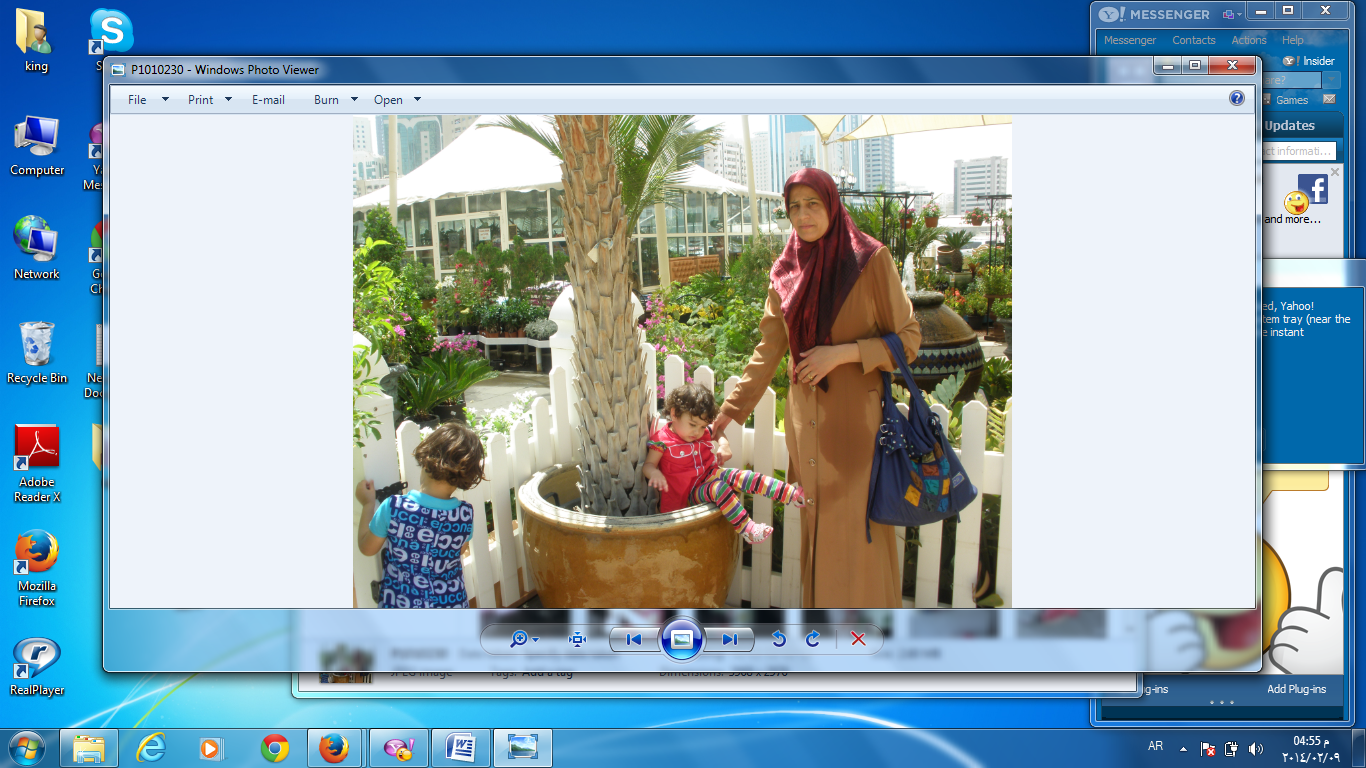 king
Computer
Network
Recycle Bin
Adobe
Reader X
Mozilla
Firefox
RealPlayer
P1010230 - Windows Photo Viewer
File
Print
E-mail
Burn
Open
JPEG image
Tags: Add a tag
Dimensions:
Y! MESSENGER
Messenger Contacts Actions Help
Y! Insider
Games
Updates
and more...
ed, Yahoo!
tem tray (near the
e instant
ug-ins
Add Plug-ins
AR
04:55 م
٢٠١٤/٠٢/٠٩